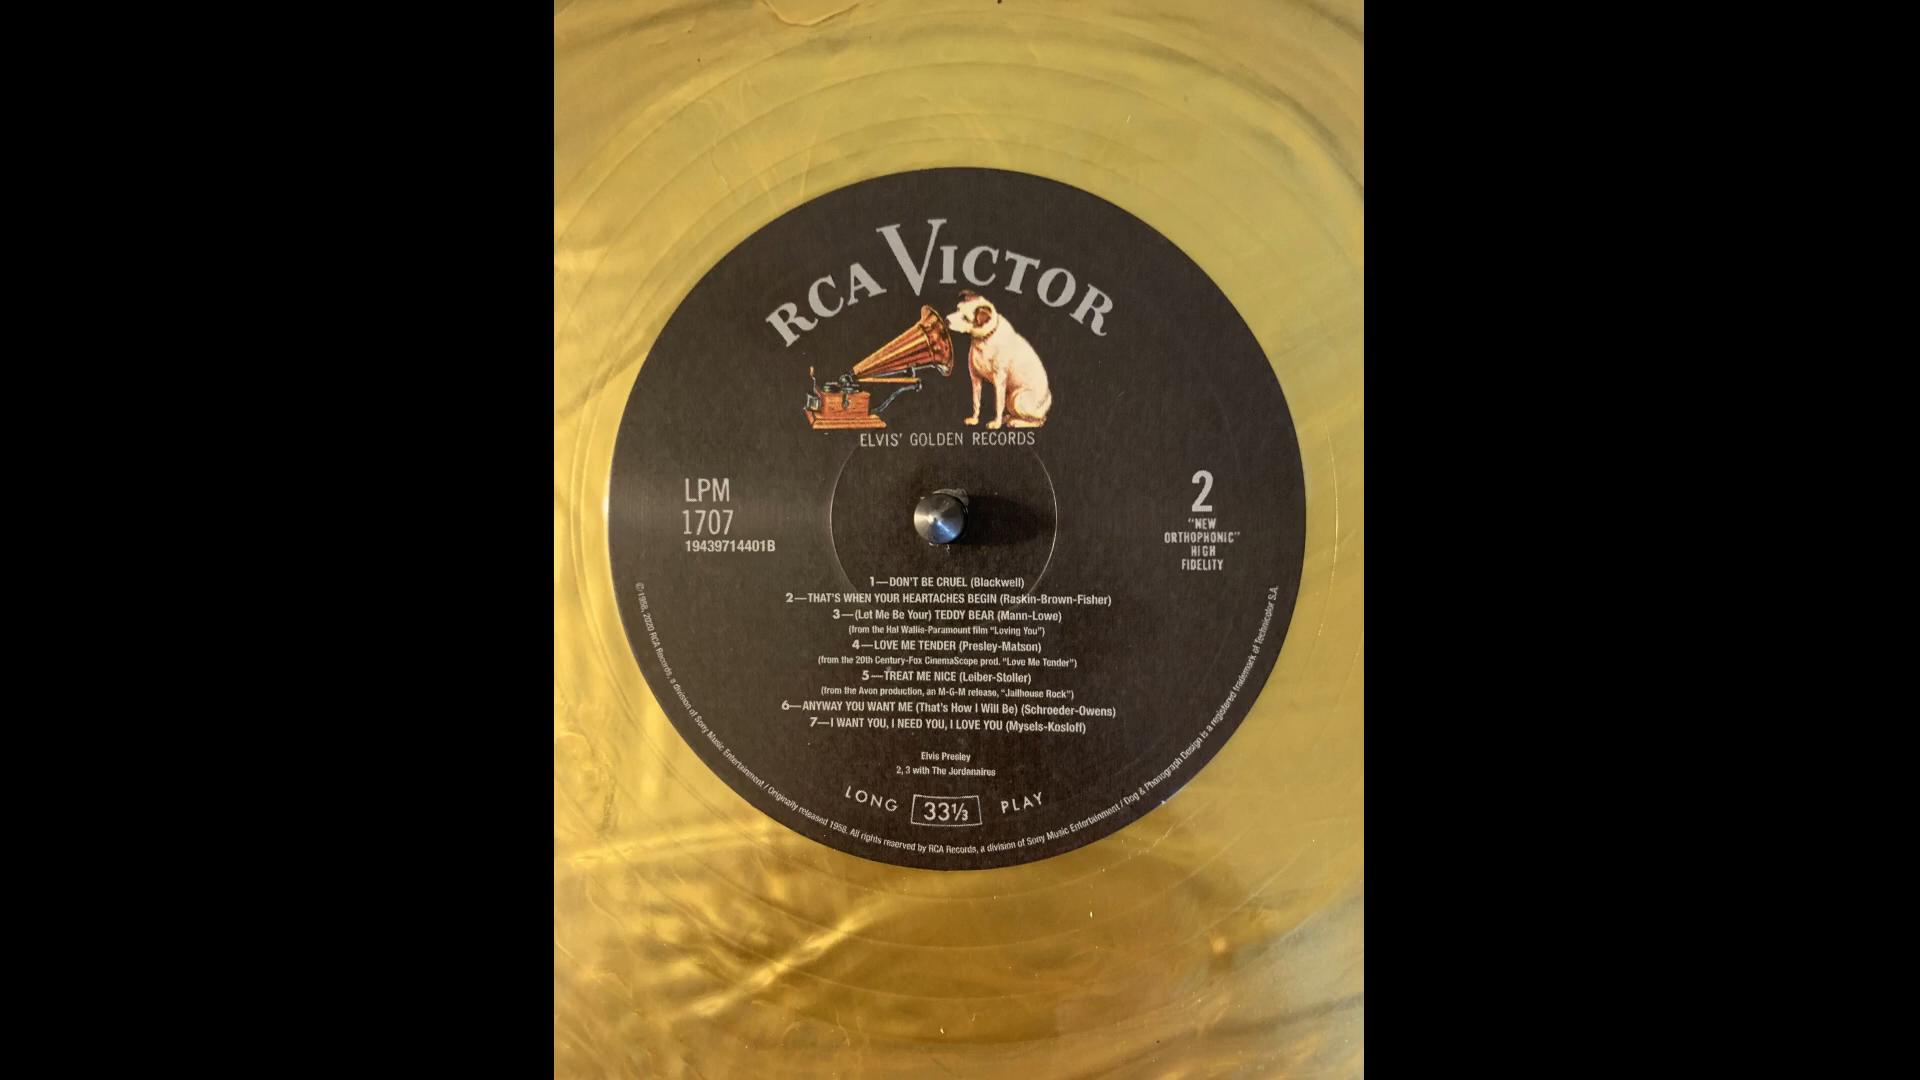 RCA VICTOR
ELVIS' GOLDEN RECORDS
LPM
1707
19439714401B
2
"NEW
ORTHOPHONIC"
HIGH
FIDELITY
1—DON'T BE CRUEL (Blackwell)
2—THAT'S WHEN YOUR HEARTACHES BEGIN (Raskin-Brown-Fisher)
3—(Let Me Be Your) TEDDY BEAR (Mann-Lowe)
(from the Hal Wallis-Paramount film "Loving You")
4—LOVE ME TENDER (Presley-Matson)
(from the 20th Century-Fox CinemaScope prod. "Love Me Tender")
5—TREAT ME NICE (Leiber-Stoller)
(from the Avon production, an M-G-M release, "Jailhouse Rock")
6—ANYWAY YOU WANT ME (That's How I Will Be) (Schroeder-Owens)
7—I WANT YOU, I NEED YOU, I LOVE YOU (Mysels-Kosloff)
Elvis Presley
2, 3 with The Jordanaires
LONG 33⅓ PLAY
©1958, 2020 RCA Records, a division of Sony Music Entertainment / Originally released 1958. All rights reserved by RCA Records, a division of Sony Music Entertainment / Dog & Phonograph Design is a registered trademark of Technicolor S.A.